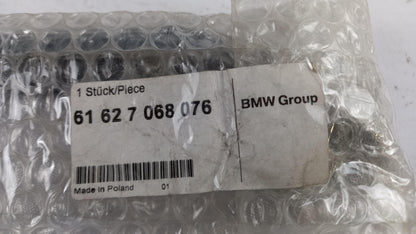 1 Stück/Piece
61 62 7 068 076
BMW Group
Made in Poland 01